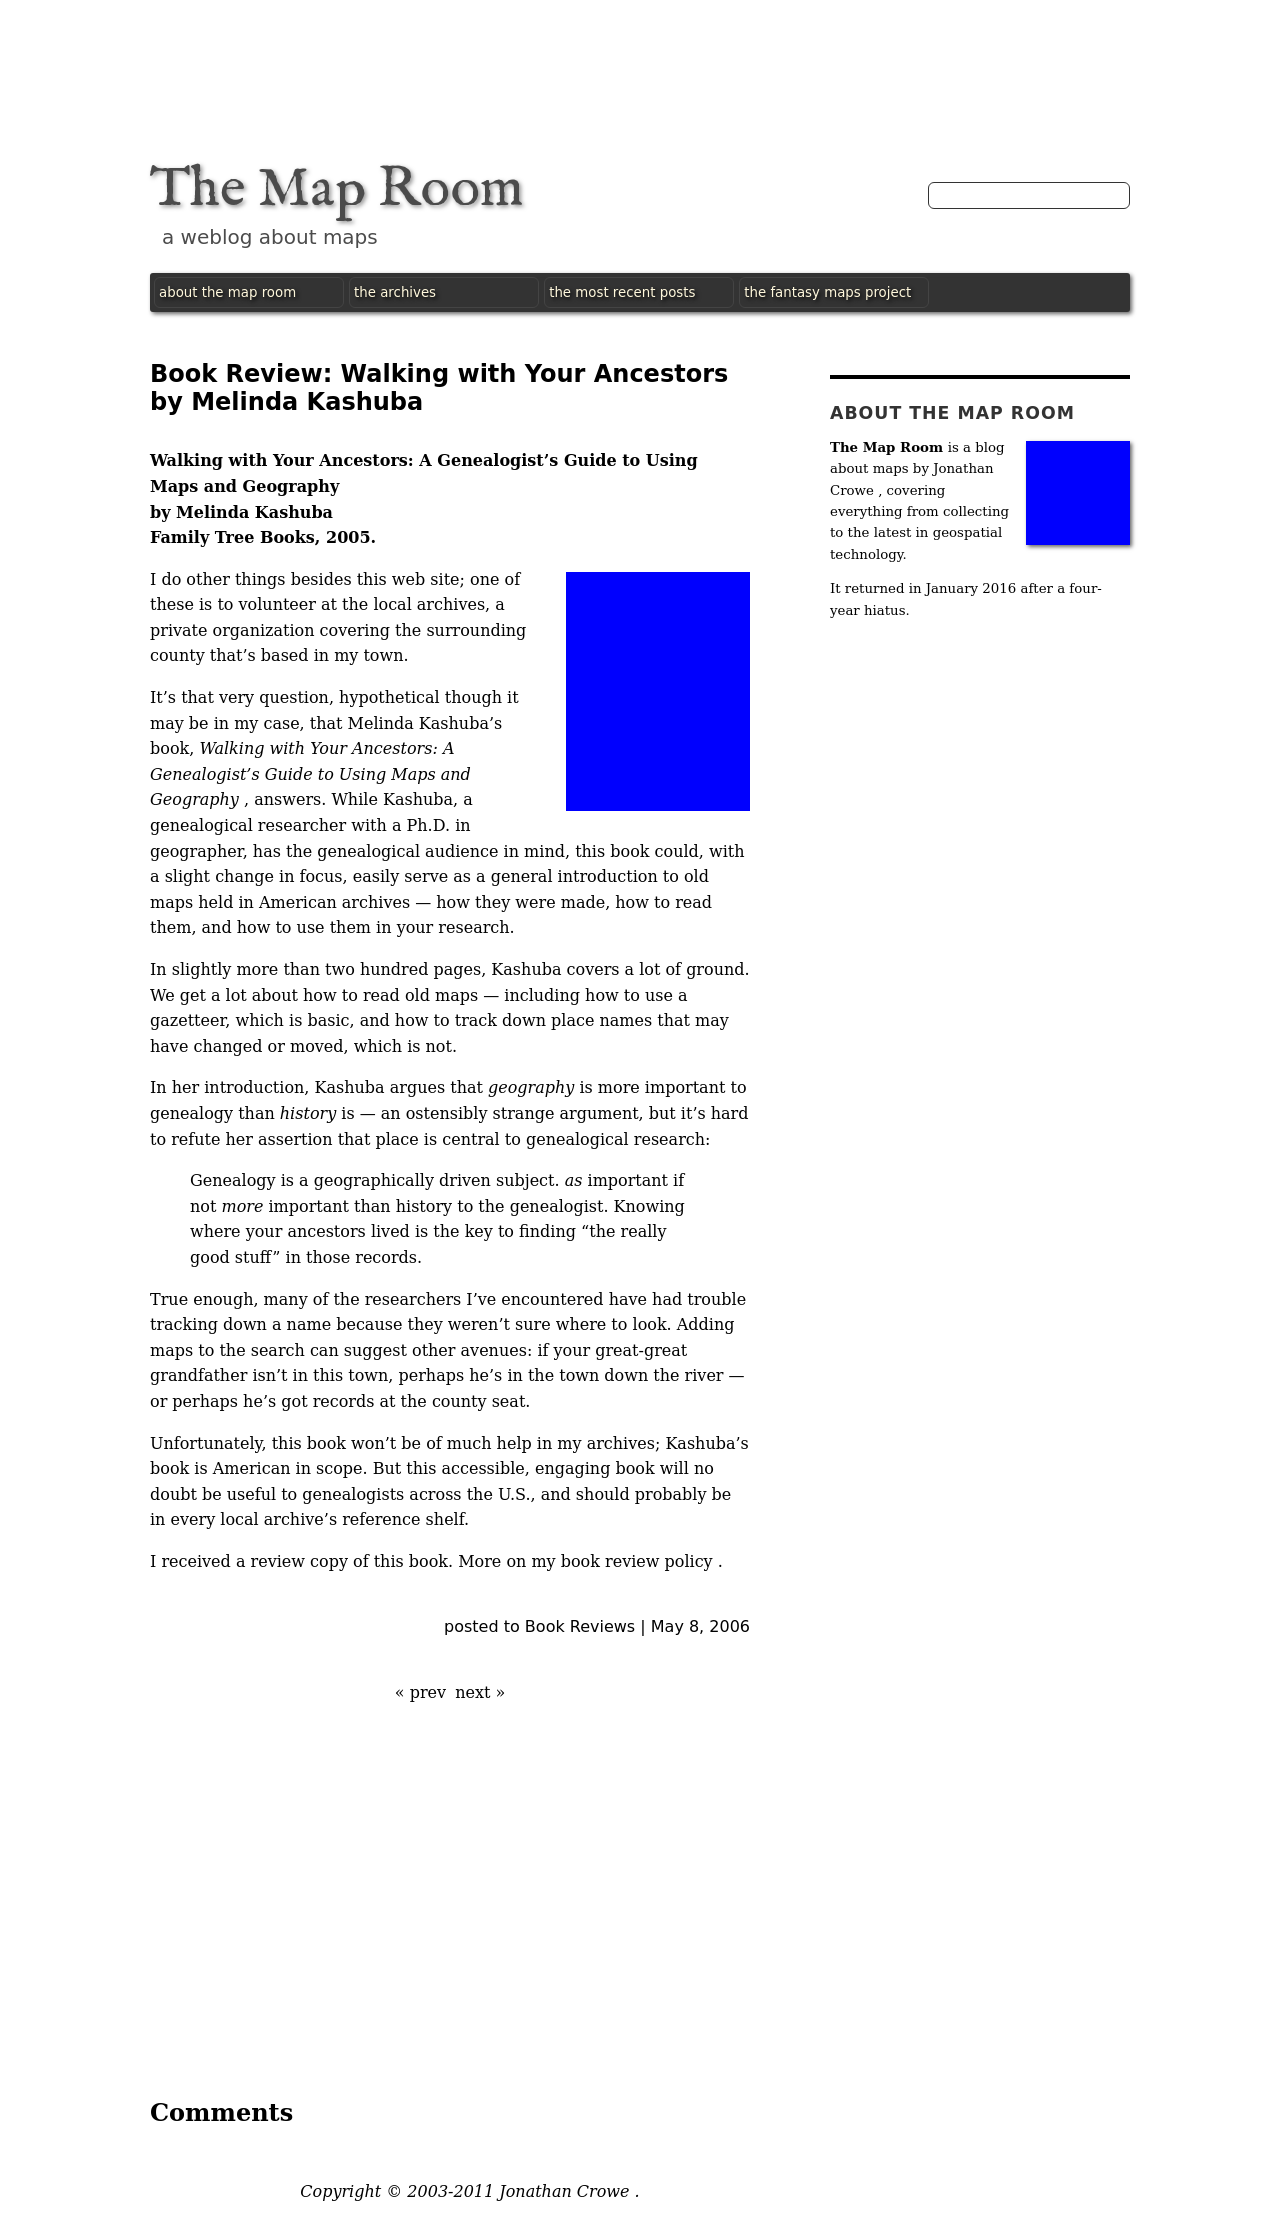 The Map Room
a weblog about maps
about the map room
the archives
the most recent posts
the fantasy maps project
Book Review: Walking with Your Ancestors
by Melinda Kashuba
Walking with Your Ancestors: A Genealogist’s Guide to Using
Maps and Geography
by Melinda Kashuba
Family Tree Books, 2005.
I do other things besides this web site; one of
these is to volunteer at the local archives, a
private organization covering the surrounding
county that’s based in my town.
It’s that very question, hypothetical though it
may be in my case, that Melinda Kashuba’s
book, Walking with Your Ancestors: A
Genealogist’s Guide to Using Maps and
Geography , answers. While Kashuba, a
genealogical researcher with a Ph.D. in
geographer, has the genealogical audience in mind, this book could, with
a slight change in focus, easily serve as a general introduction to old
maps held in American archives — how they were made, how to read
them, and how to use them in your research.
In slightly more than two hundred pages, Kashuba covers a lot of ground.
We get a lot about how to read old maps — including how to use a
gazetteer, which is basic, and how to track down place names that may
have changed or moved, which is not.
In her introduction, Kashuba argues that geography is more important to
genealogy than history is — an ostensibly strange argument, but it’s hard
to refute her assertion that place is central to genealogical research:
Genealogy is a geographically driven subject. as important if
not more important than history to the genealogist. Knowing
where your ancestors lived is the key to finding “the really
good stuff” in those records.
True enough, many of the researchers I’ve encountered have had trouble
tracking down a name because they weren’t sure where to look. Adding
maps to the search can suggest other avenues: if your great-great
grandfather isn’t in this town, perhaps he’s in the town down the river —
or perhaps he’s got records at the county seat.
Unfortunately, this book won’t be of much help in my archives; Kashuba’s
book is American in scope. But this accessible, engaging book will no
doubt be useful to genealogists across the U.S., and should probably be
in every local archive’s reference shelf.
I received a review copy of this book. More on my book review policy .
posted to Book Reviews | May 8, 2006
« prev next »
ABOUT THE MAP ROOM
The Map Room is a blog
about maps by Jonathan
Crowe , covering
everything from collecting
to the latest in geospatial
technology.
It returned in January 2016 after a four-
year hiatus.
Comments
Copyright © 2003-2011 Jonathan Crowe .